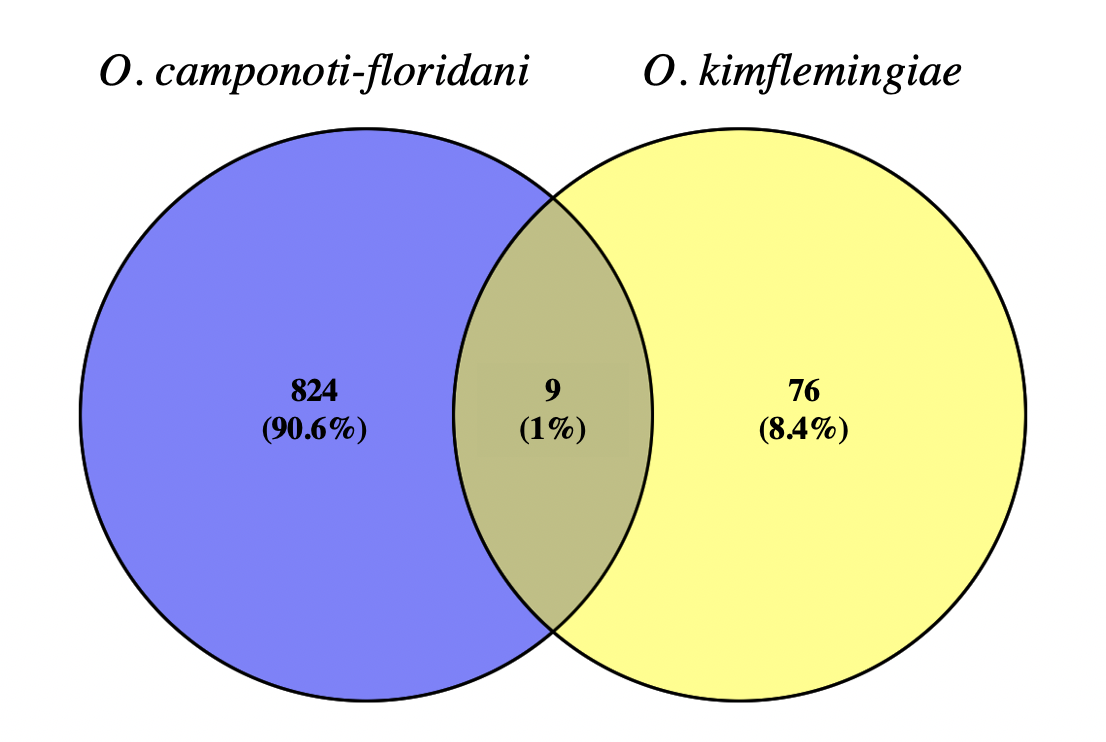 O. camponoti-floridani O. kimflemingiae
824 9 76
(90.6%) (1%) (8.4%)